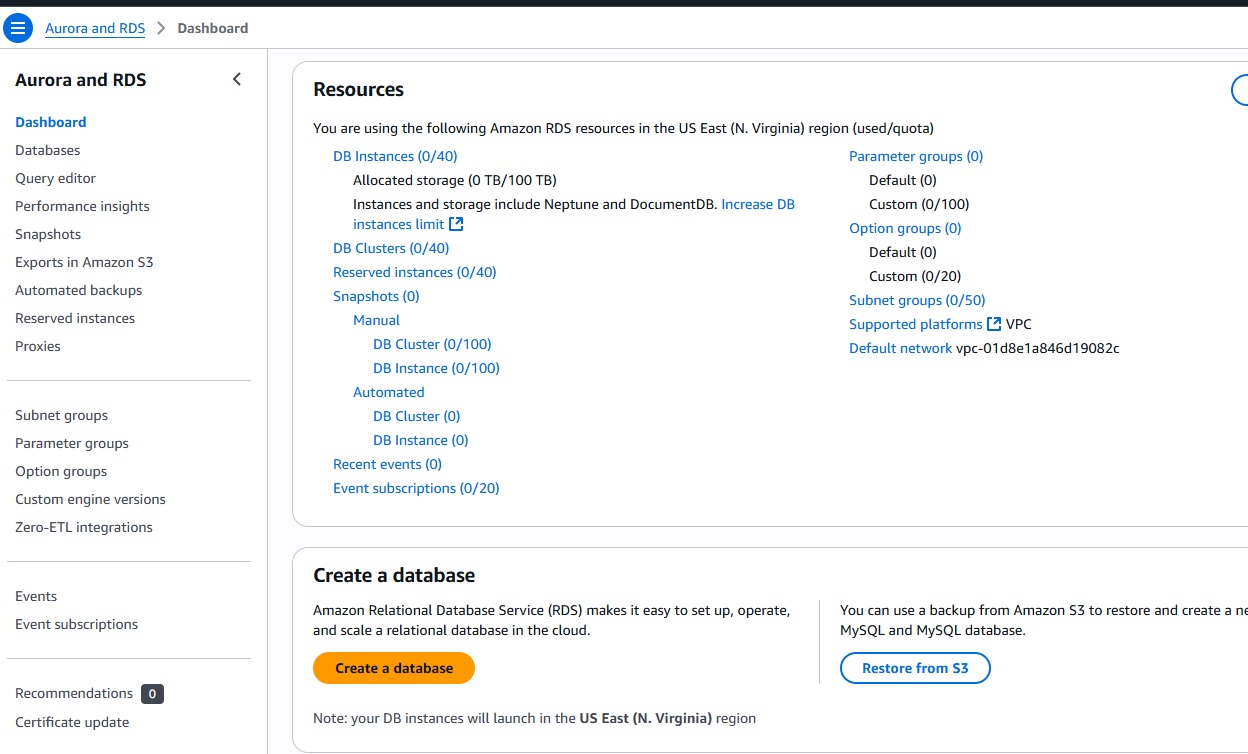 Aurora and RDS > Dashboard
Aurora and RDS
Dashboard
Databases
Query editor
Performance insights
Snapshots
Exports in Amazon S3
Automated backups
Reserved instances
Proxies
Subnet groups
Parameter groups
Option groups
Custom engine versions
Zero-ETL integrations
Events
Event subscriptions
Recommendations 0
Certificate update
Resources
You are using the following Amazon RDS resources in the US East (N. Virginia) region (used/quota)
DB Instances (0/40)
Allocated storage (0 TB/100 TB)
Instances and storage include Neptune and DocumentDB. Increase DB
instances limit
DB Clusters (0/40)
Reserved instances (0/40)
Snapshots (0)
Manual
DB Cluster (0/100)
DB Instance (0/100)
Automated
DB Cluster (0)
DB Instance (0)
Recent events (0)
Event subscriptions (0/20)
Parameter groups (0)
Default (0)
Custom (0/100)
Option groups (0)
Default (0)
Custom (0/20)
Subnet groups (0/50)
Supported platforms VPC
Default network vpc-01d8e1a846d19082c
Create a database
Amazon Relational Database Service (RDS) makes it easy to set up, operate,
and scale a relational database in the cloud.
Create a database
Note: your DB instances will launch in the US East (N. Virginia) region
You can use a backup from Amazon S3 to restore and create a
MySQL and MySQL database.
Restore from S3